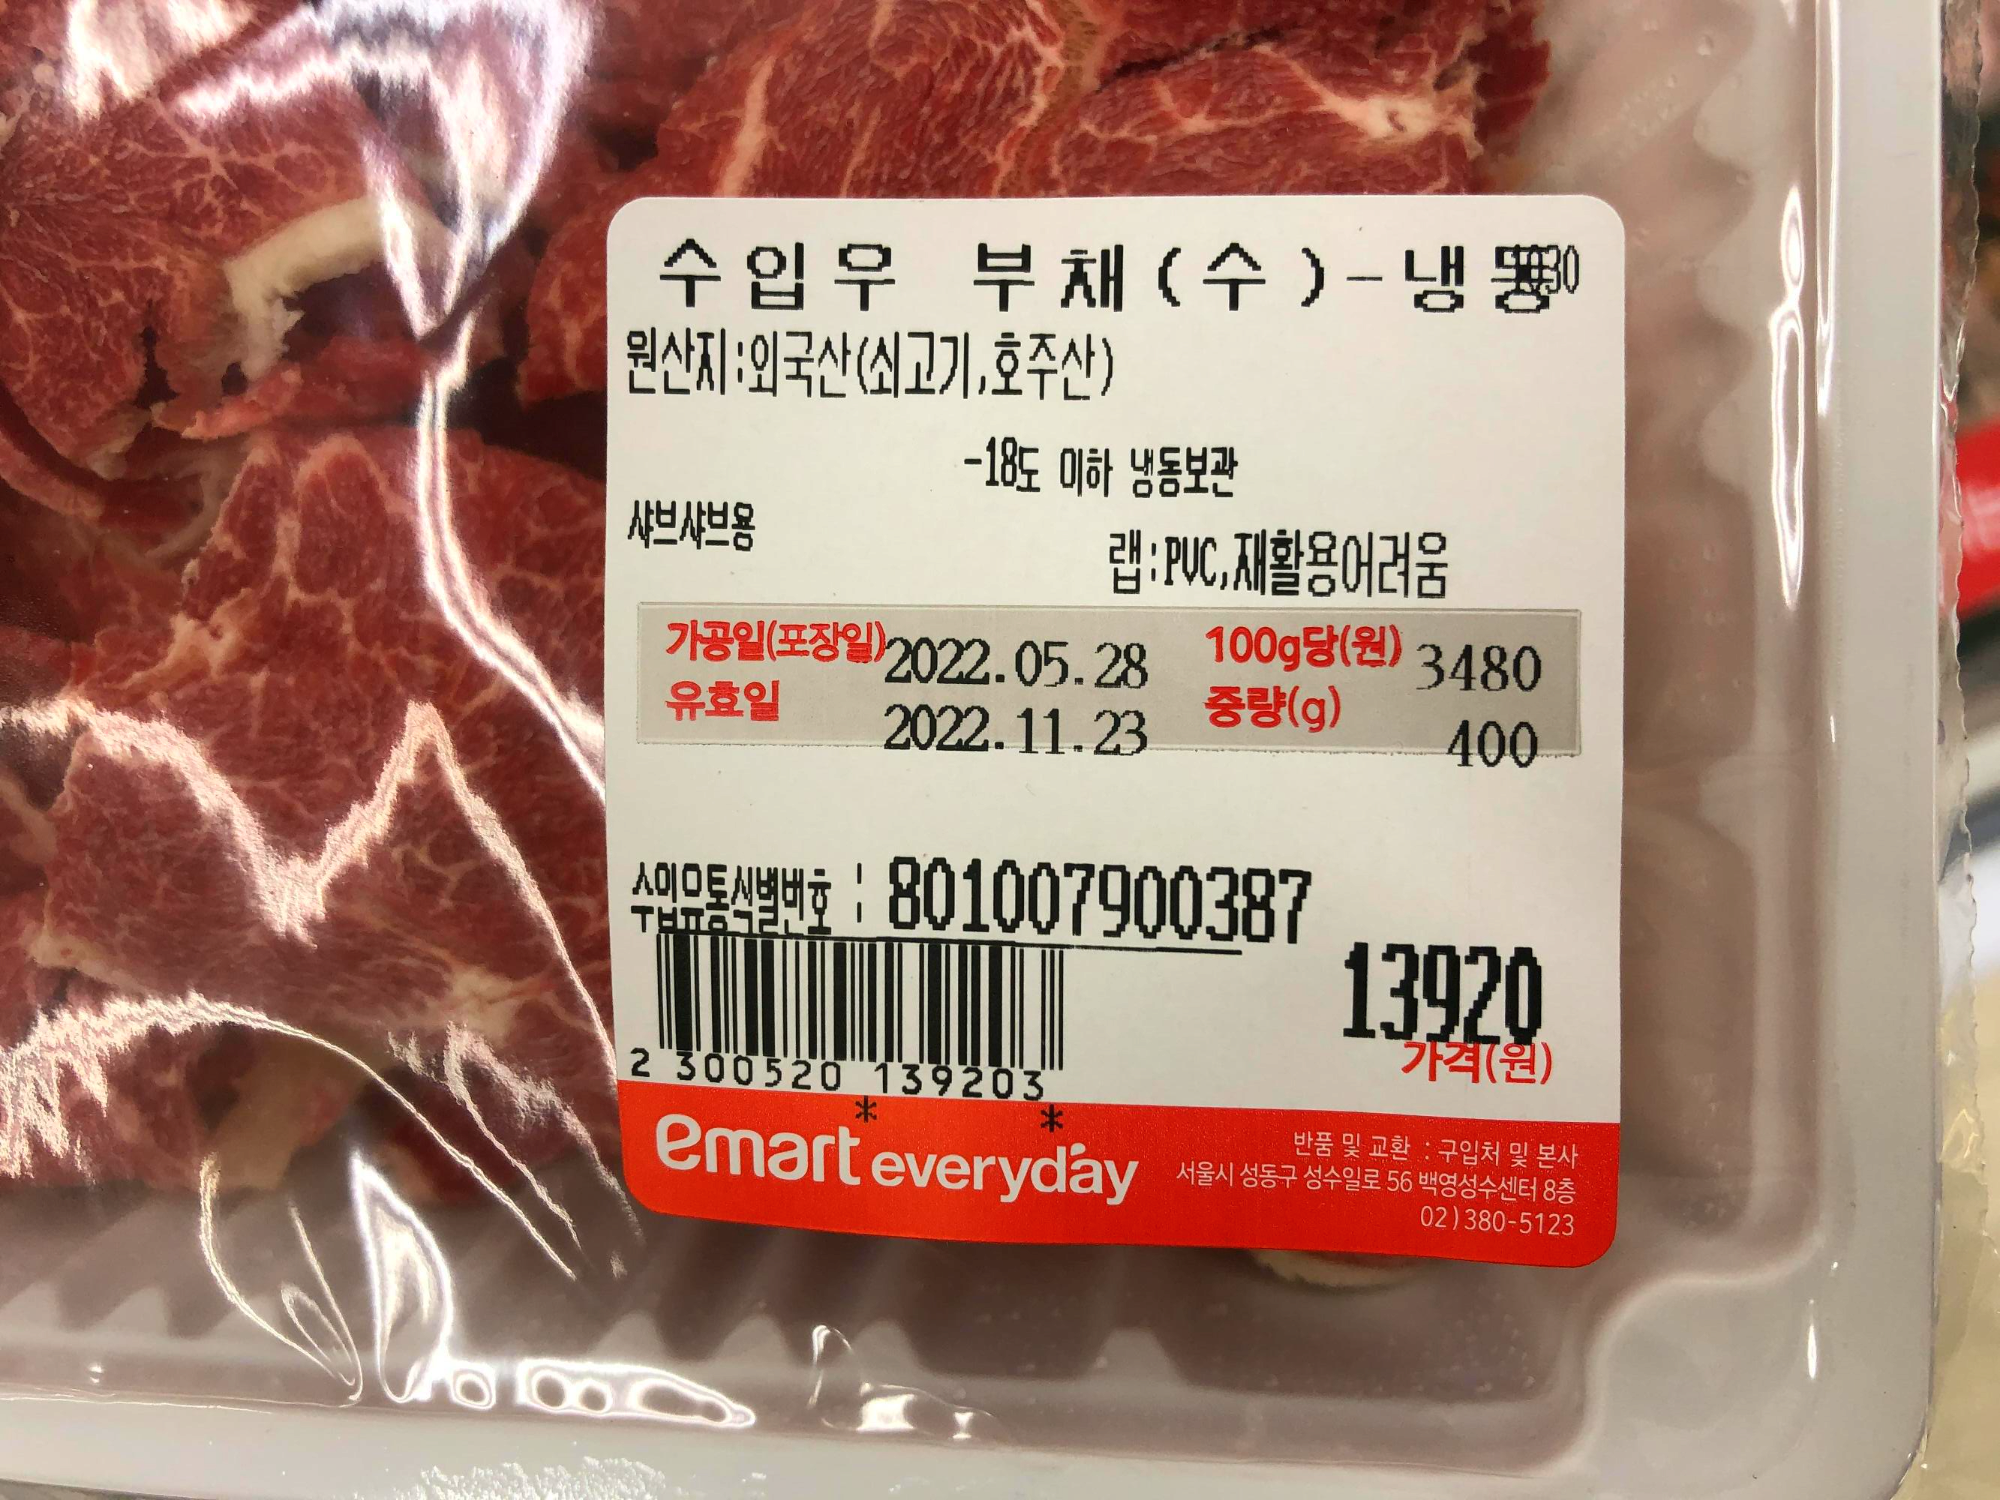 수입우 부채(수)-냉동
원산지:외국산(쇠고기,호주산)
-18도 이하 냉동보관
샤브샤브용
랩:PVC,재활용어려움
가공일(포장일) 2022.05.28 100g당(원) 3480
유효일 2022.11.23 중량(g) 400
수입유통식별번호 : 801007900387
13920
가격(원)
2 300520 139203
* *
emart everyday
반품 및 교환 : 구입처 및 본사
서울시 성동구 성수일로 56 백영성수센터 8층
02)380-5123